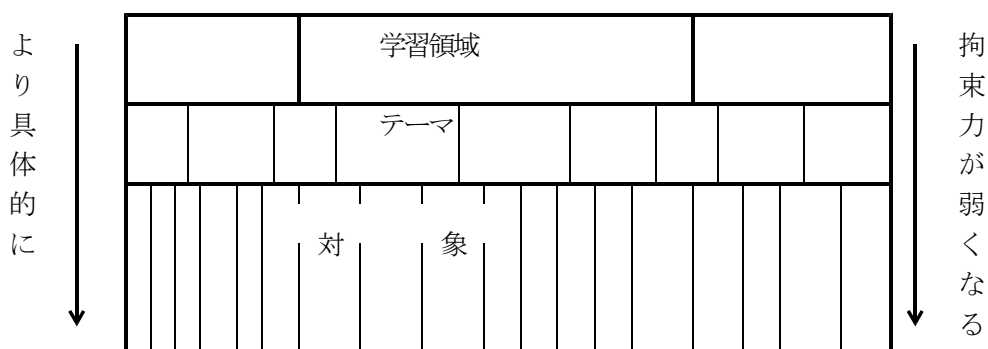 より具体的に
学習領域
テーマ
対象
拘束力が弱くなる